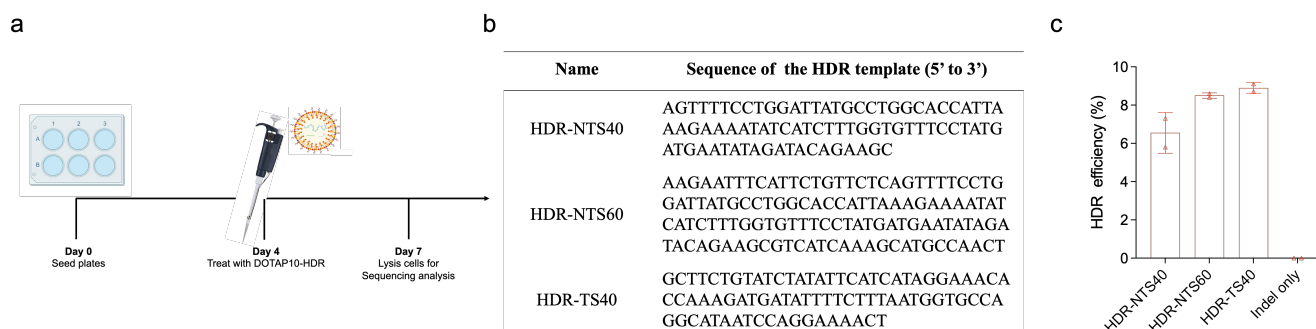 a
1 2 3
A
B
Day 0
Seed plates
Day 4
Treat with DOTAP10-HDR
Day 7
Lysis cells for
Sequencing analysis
b
Name Sequence of the HDR template (5’ to 3’)
HDR-NTS40
AGTTTTCCTGGATTATGCCTGGCACCATTA
AAGAAAATATCATCTTTGGTGTTTCCTATG
ATGAATATAGATACAGAAGC
HDR-NTS60
AAGAATTTCATTCTGTTCTCAGTTTTCCTG
GATTATGCCTGGCACCATTAAAGAAAATAT
CATCTTTGGTGTTTCCTATGATGAATATAGA
TACAGAAGCGTCATCAAAGCATGCCAACT
HDR-TS40
GCTTCTGTATCTATATTCATCATAGGAAACA
CCAAAGATGATATTTTCTTTAATGGTGCCA
GGCATAATCCAGGAAAACT
c
HDR efficiency (%)
10
8
6
4
2
0
HDR-NTS40
HDR-NTS60
HDR-TS40
Indel only